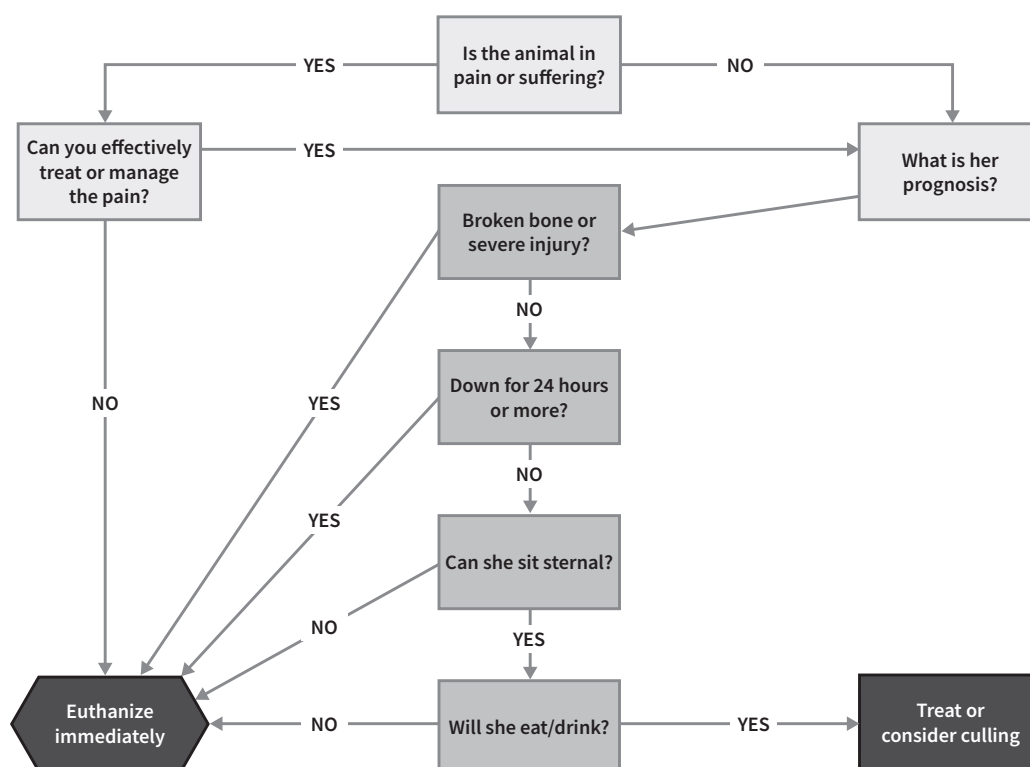 Is the animal in
pain or suffering?
YES
NO
Can you effectively
treat or manage
the pain?
YES
What is her
prognosis?
Broken bone or
severe injury?
NO
Down for 24 hours
or more?
NO
YES
NO
YES
Can she sit sternal?
NO
YES
Euthanize
immediately
NO
Will she eat/drink?
YES
Treat or
consider culling